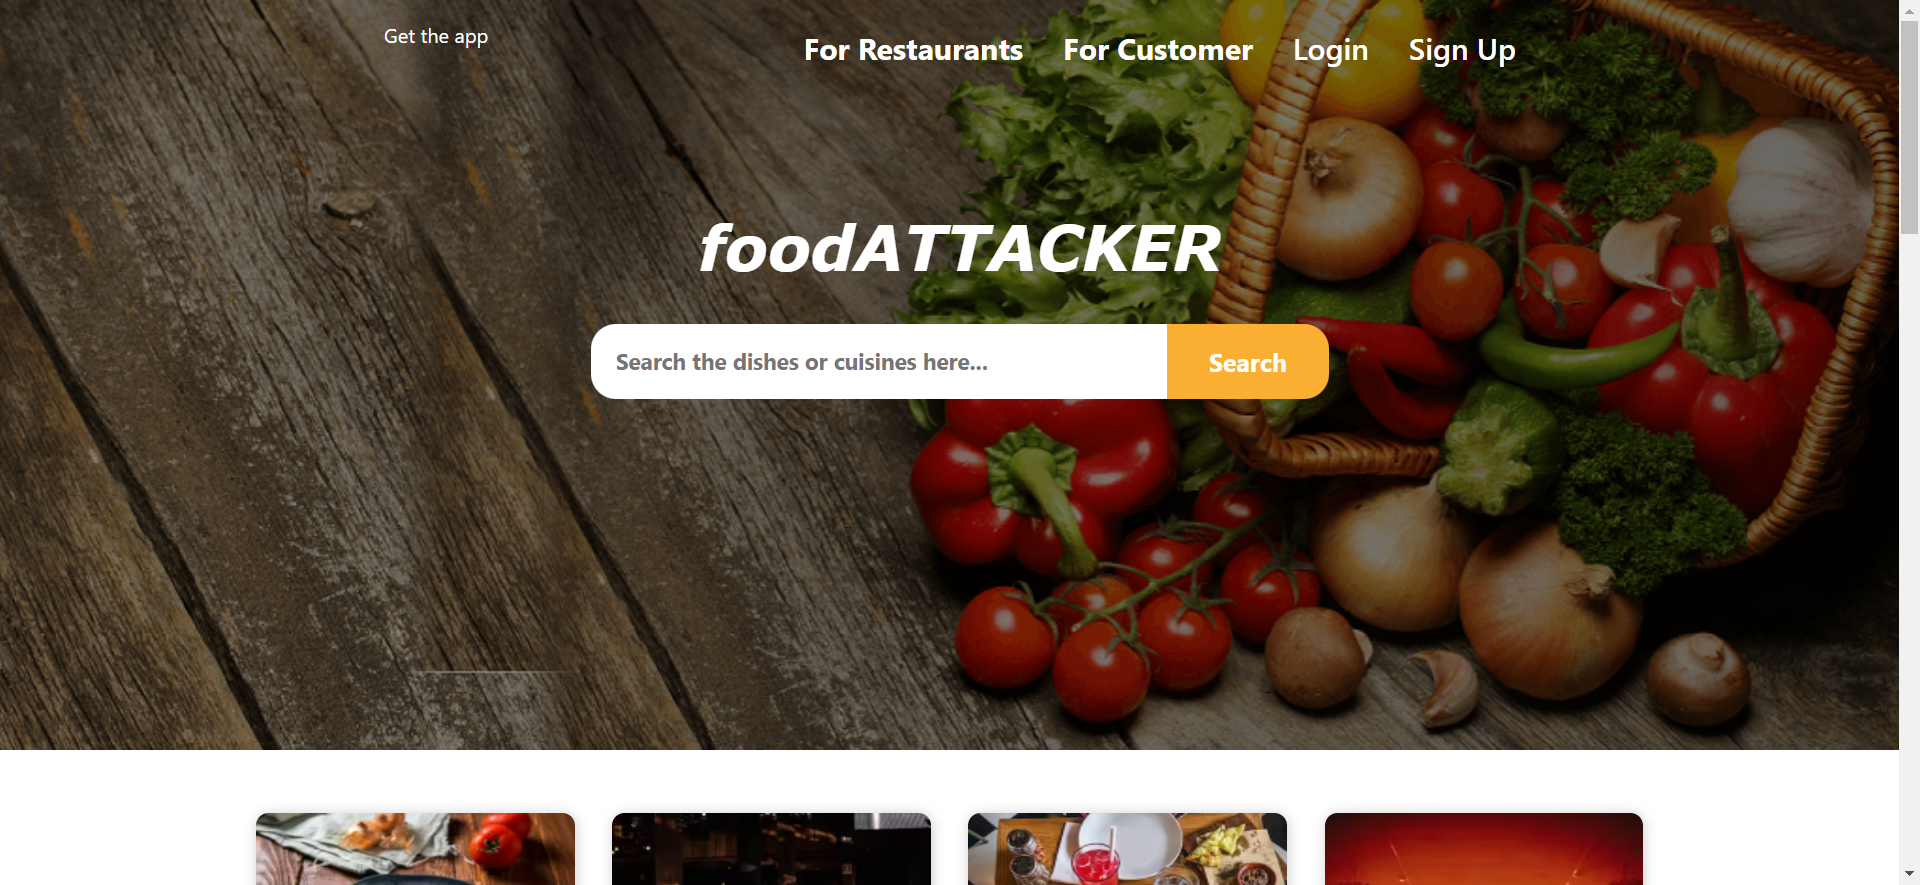 Get the app
For Restaurants For Customer Login Sign Up
foodATTACKER
Search the dishes or cuisines here...
Search